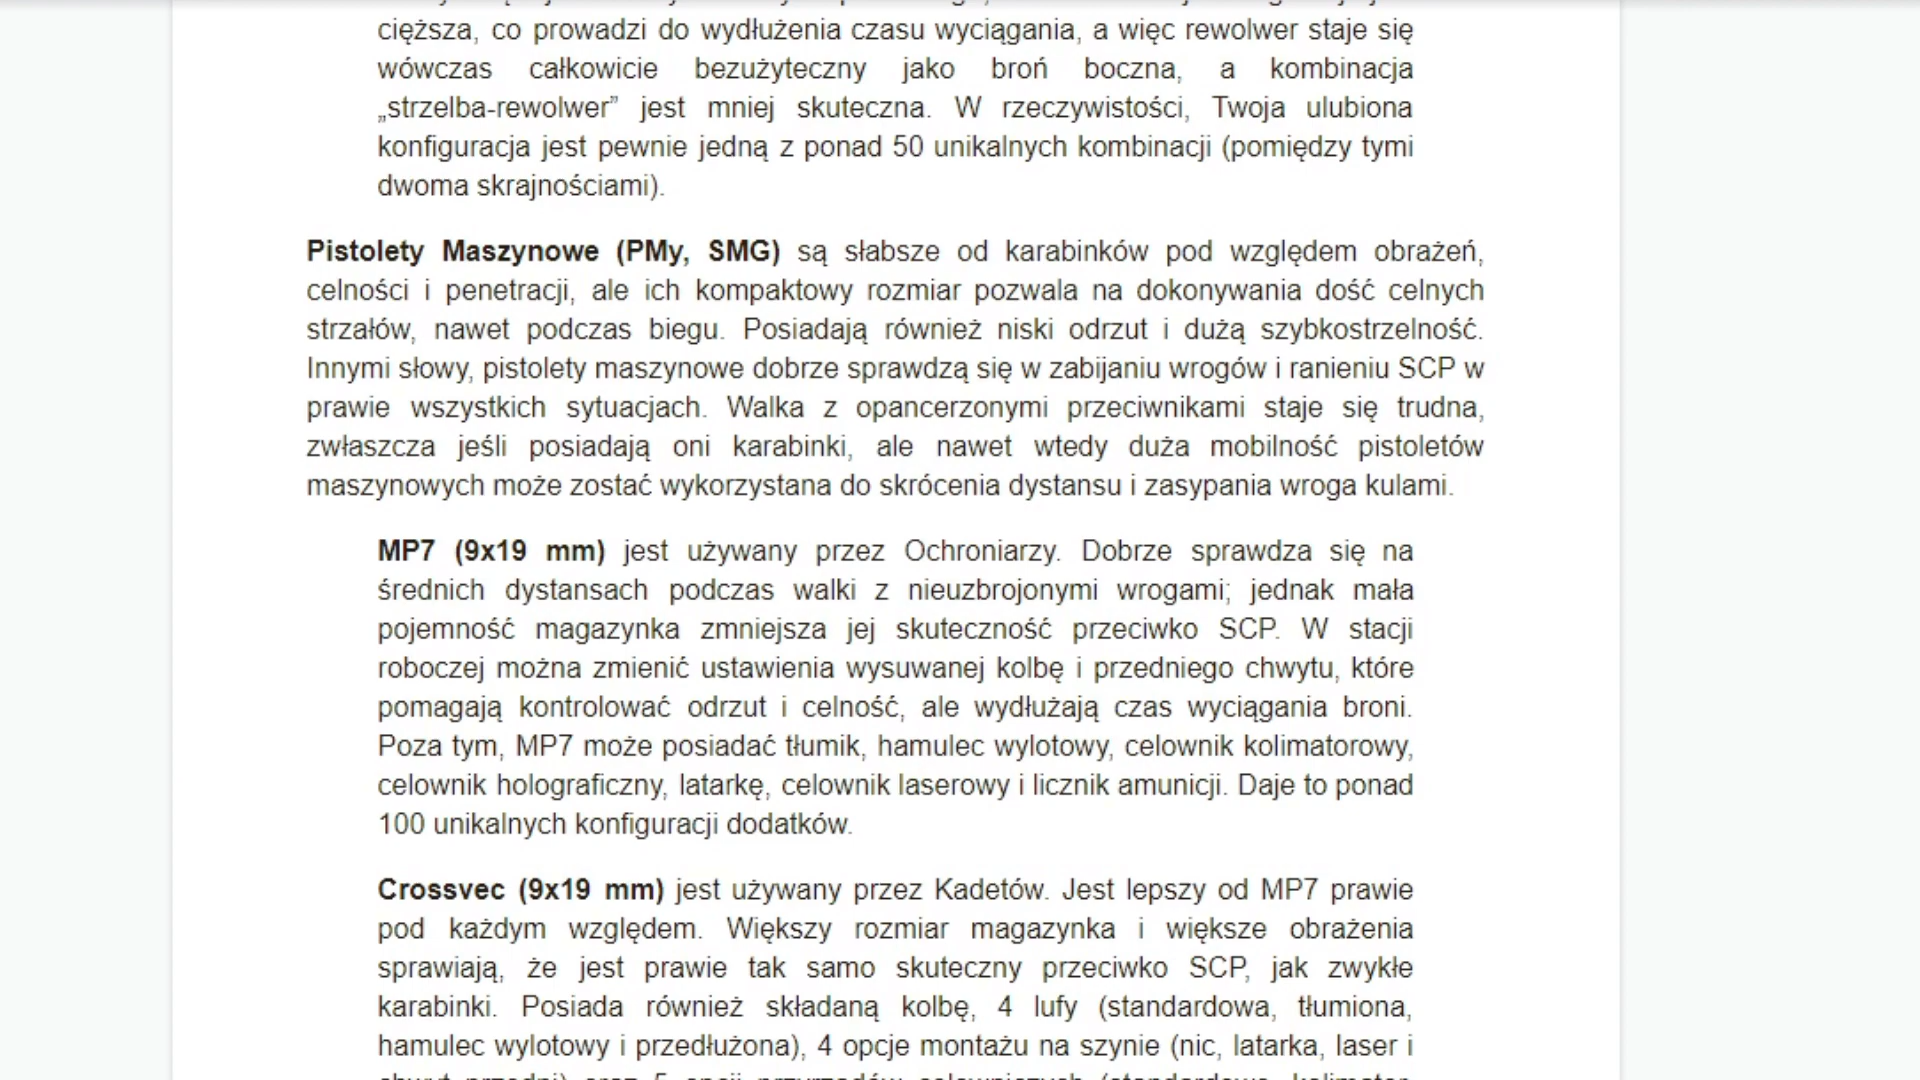 cięższa, co prowadzi do wydłużenia czasu wyciągania, a więc rewolwer staje się
wówczas całkowicie bezużyteczny jako broń boczna, a kombinacja
„strzelba-rewolwer” jest mniej skuteczna. W rzeczywistości, Twoja ulubiona
konfiguracja jest pewnie jedną z ponad 50 unikalnych kombinacji (pomiędzy tymi
dwoma skrajnościami).
Pistolety Maszynowe (PMy, SMG) są słabsze od karabinków pod względem obrażeń,
celności i penetracji, ale ich kompaktowy rozmiar pozwala na dokonywania dość celnych
strzałów, nawet podczas biegu. Posiadają również niski odrzut i dużą szybkostrzelność.
Innymi słowy, pistolety maszynowe dobrze sprawdzą się w zabijaniu wrogów i ranieniu SCP w
prawie wszystkich sytuacjach. Walka z opancerzonymi przeciwnikami staje się trudna,
zwłaszcza jeśli posiadają oni karabinki, ale nawet wtedy duża mobilność pistoletów
maszynowych może zostać wykorzystana do skrócenia dystansu i zasypania wroga kulami.
MP7 (9x19 mm) jest używany przez Ochroniarzy. Dobrze sprawdza się na
średnich dystansach podczas walki z nieuzbrojonymi wrogami; jednak mała
pojemność magazynka zmniejsza jej skuteczność przeciwko SCP. W stacji
roboczej można zmienić ustawienia wysuwanej kolbę i przedniego chwytu, które
pomagają kontrolować odrzut i celność, ale wydłużają czas wyciągania broni.
Poza tym, MP7 może posiadać tłumik, hamulec wylotowy, celownik kolimatorowy,
celownik holograficzny, latarkę, celownik laserowy i licznik amunicji. Daje to ponad
100 unikalnych konfiguracji dodatków.
Crossvec (9x19 mm) jest używany przez Kadetów. Jest lepszy od MP7 prawie
pod każdym względem. Większy rozmiar magazynka i większe obrażenia
sprawiają, że jest prawie tak samo skuteczny przeciwko SCP, jak zwykłe
karabinki. Posiada również składaną kolbę, 4 lufy (standardowa, tłumiona,
hamulec wylotowy i przedłużona), 4 opcje montażu na szynie (nic, latarka, laser i